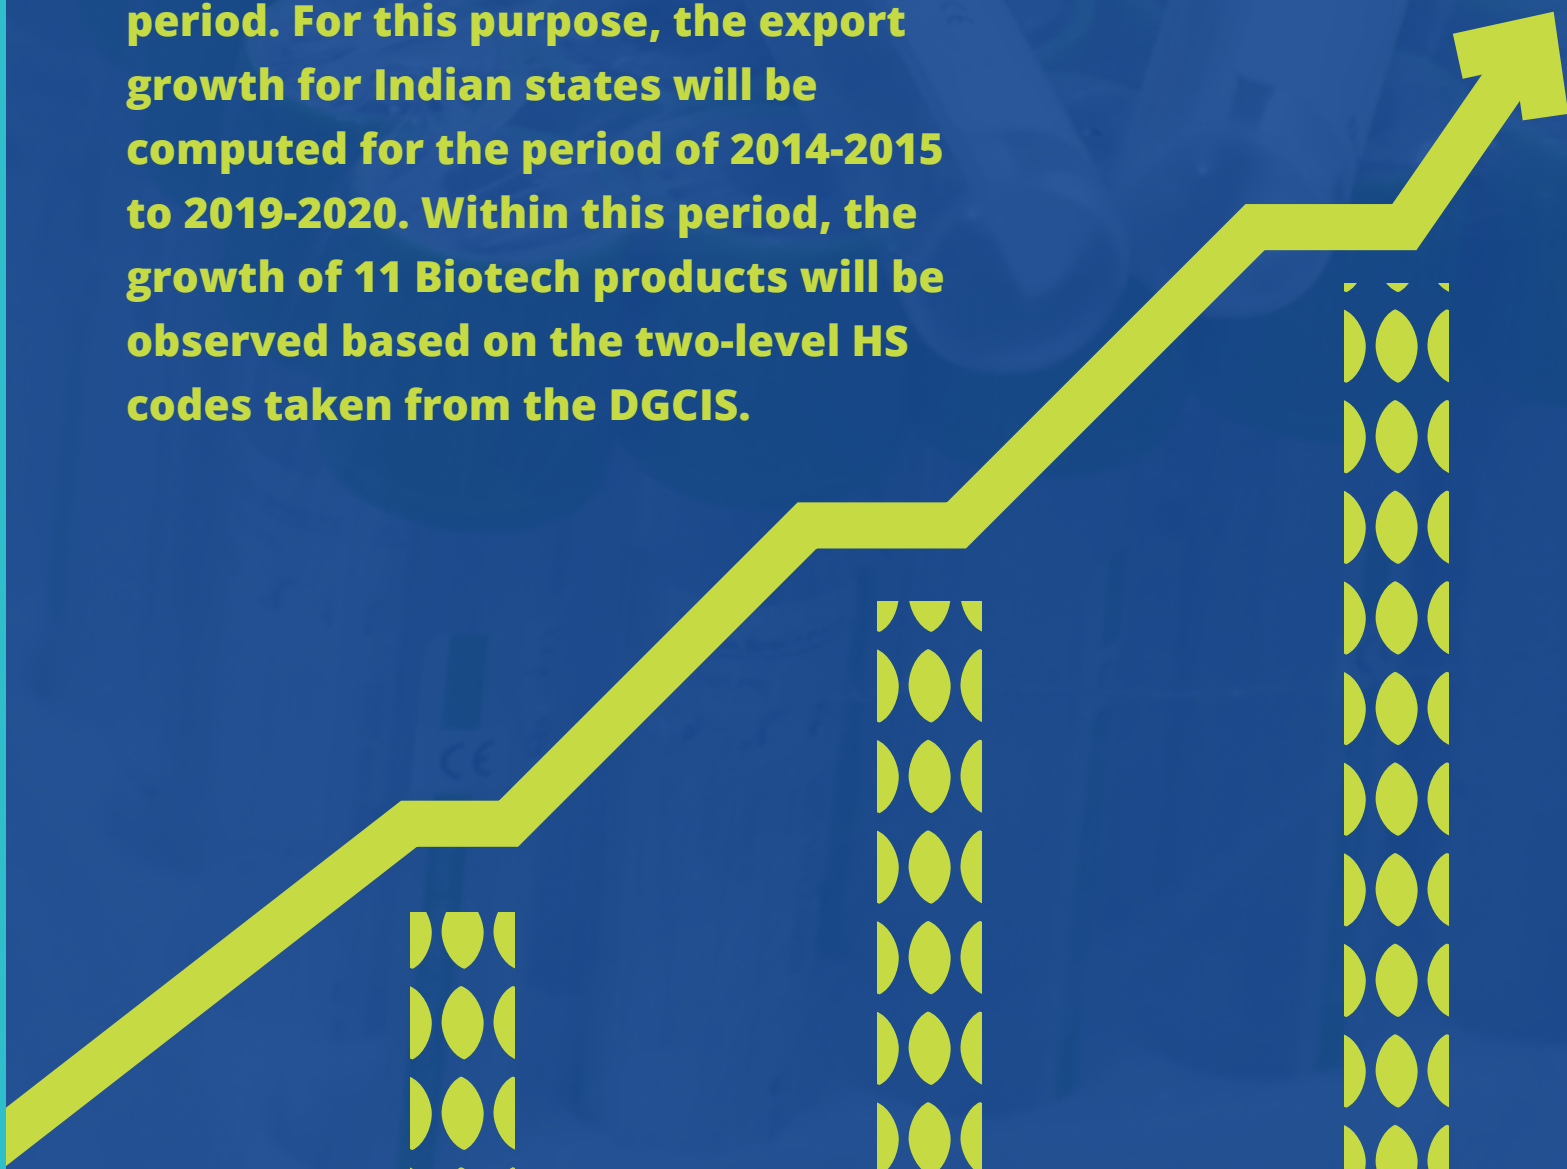 period. For this purpose, the export
growth for Indian states will be
computed for the period of 2014-2015
to 2019-2020. Within this period, the
growth of 11 Biotech products will be
observed based on the two-level HS
codes taken from the DGCIS.
CE